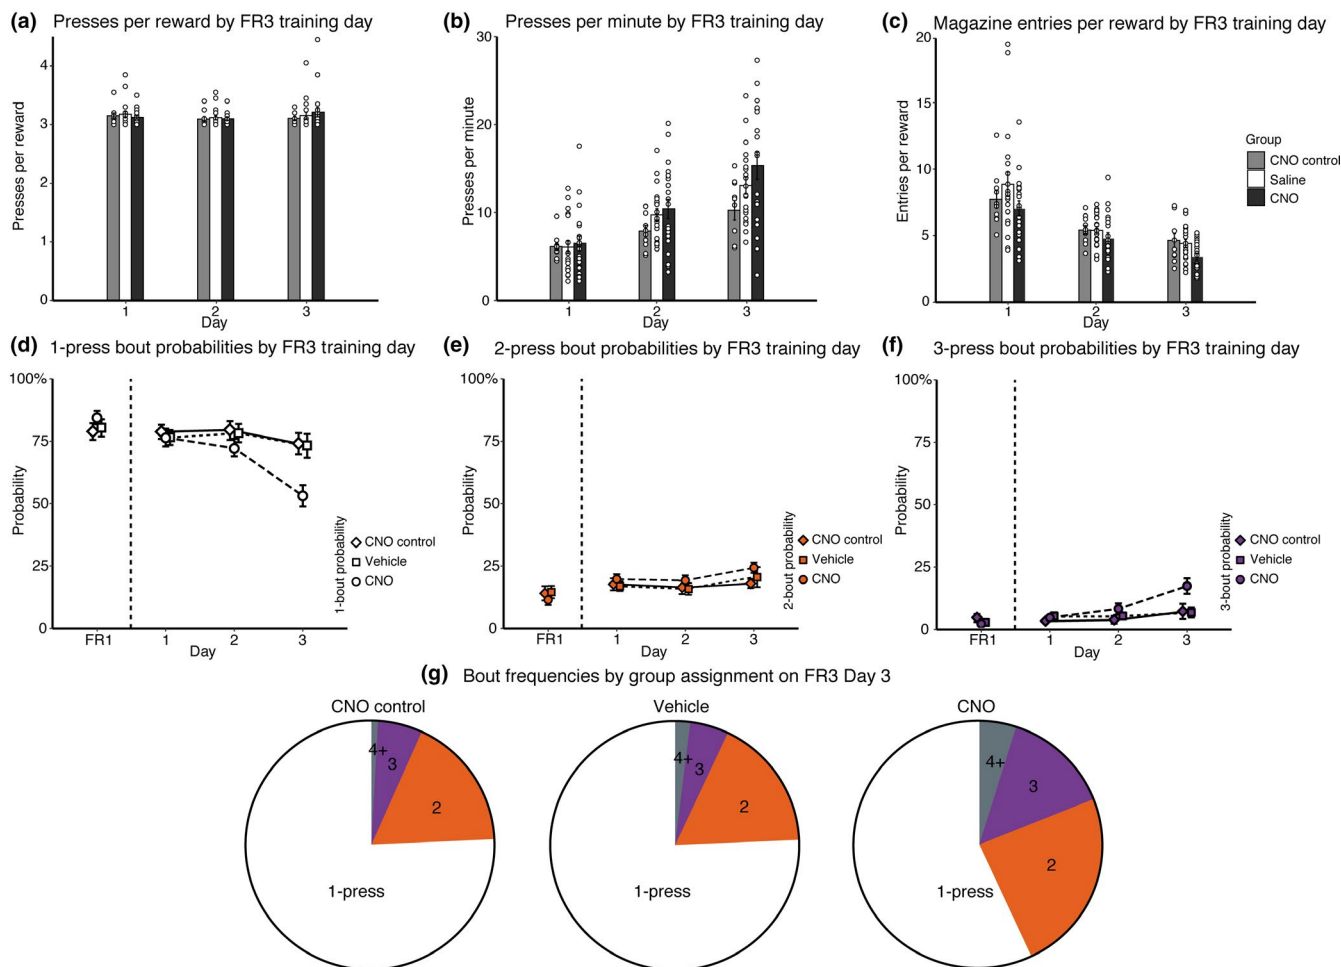 (a) Presses per reward by FR3 training day
Presses per reward
4
3
2
1
0
1 2 3
Day
(b) Presses per minute by FR3 training day
Presses per minute
30
20
10
0
1 2 3
Day
(c) Magazine entries per reward by FR3 training day
Entries per reward
20
15
10
5
0
1 2 3
Day
Group
CNO control
Saline
CNO
(d) 1-press bout probabilities by FR3 training day
Probability
100%
75
50
25
0
FR1 1 2 3
Day
1-bout probability
CNO control
Vehicle
CNO
(e) 2-press bout probabilities by FR3 training day
Probability
100%
75
50
25
0
FR1 1 2 3
Day
2-bout probability
CNO control
Vehicle
CNO
(f) 3-press bout probabilities by FR3 training day
Probability
100%
75
50
25
0
FR1 1 2 3
Day
3-bout probability
CNO control
Vehicle
CNO
(g) Bout frequencies by group assignment on FR3 Day 3
CNO control
4+
3
2
1-press
Vehicle
4+
3
2
1-press
CNO
4+
3
2
1-press